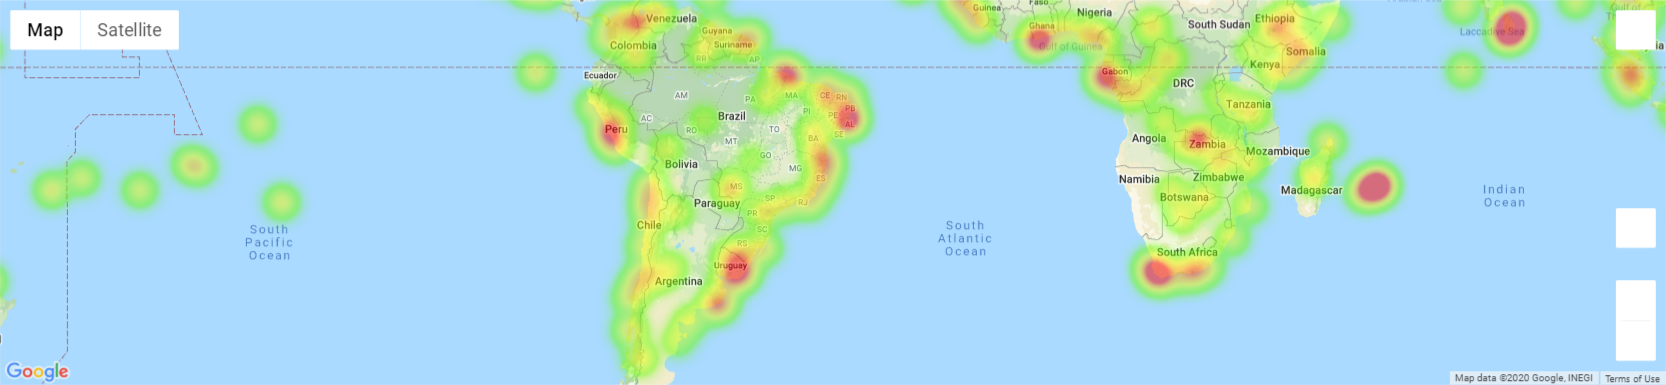 Map
Satellite
Venezuela
Guyana
Colombia
Suriname
RR
AP
Ecuador
AM
PA
MA
CE
RN
PB
PE
PI
AL
SE
Peru
AC
RO
Brazil
TO
MT
BA
Bolivia
GO
MG
ES
MS
SP
RJ
Paraguay
PR
SC
Chile
RS
Uruguay
Argentina
South
Pacific
Ocean
South
Atlantic
Ocean
Guinea
Ghana
Nigeria
South Sudan
Ethiopia
Gulf of Guinea
Somalia
Gabon
Kenya
DRC
Tanzania
Angola
Zambia
Mozambique
Namibia
Zimbabwe
Botswana
Madagascar
South Africa
Laccadive Sea
Indian
Ocean
Google
Map data ©2020 Google, INEGI
Terms of Use